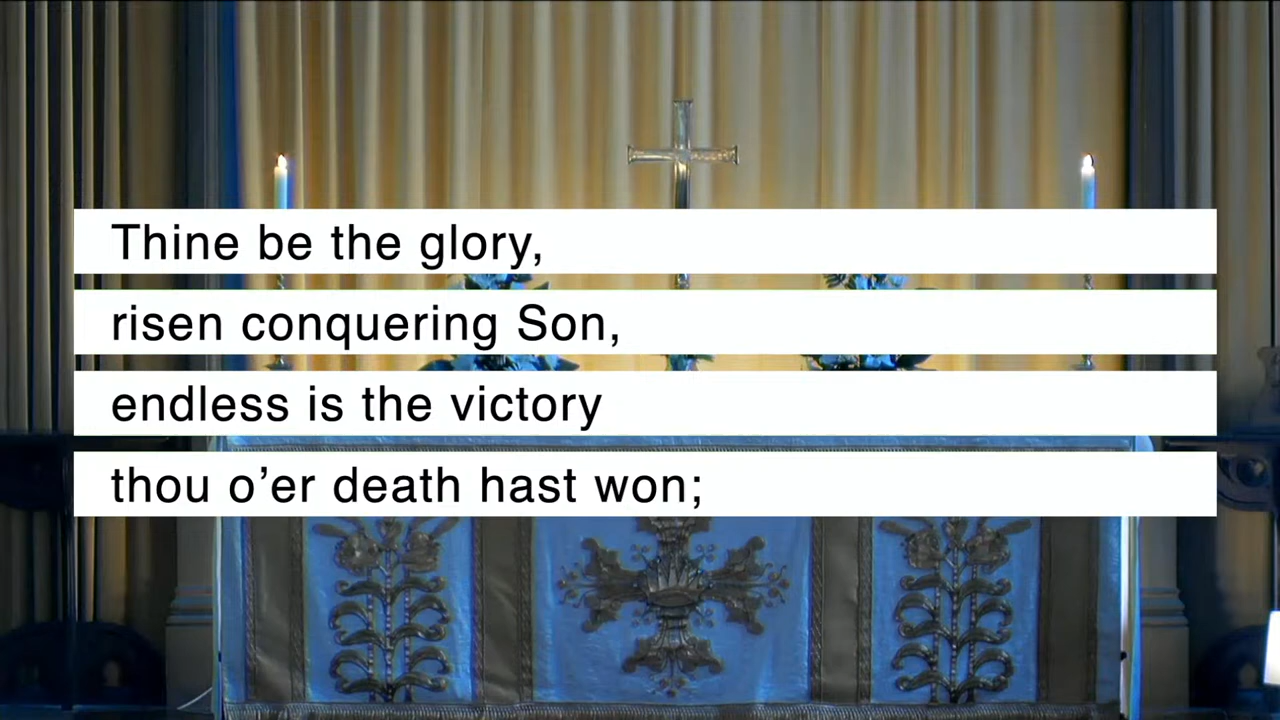 Thine be the glory,
risen conquering Son,
endless is the victory
thou o’er death hast won;